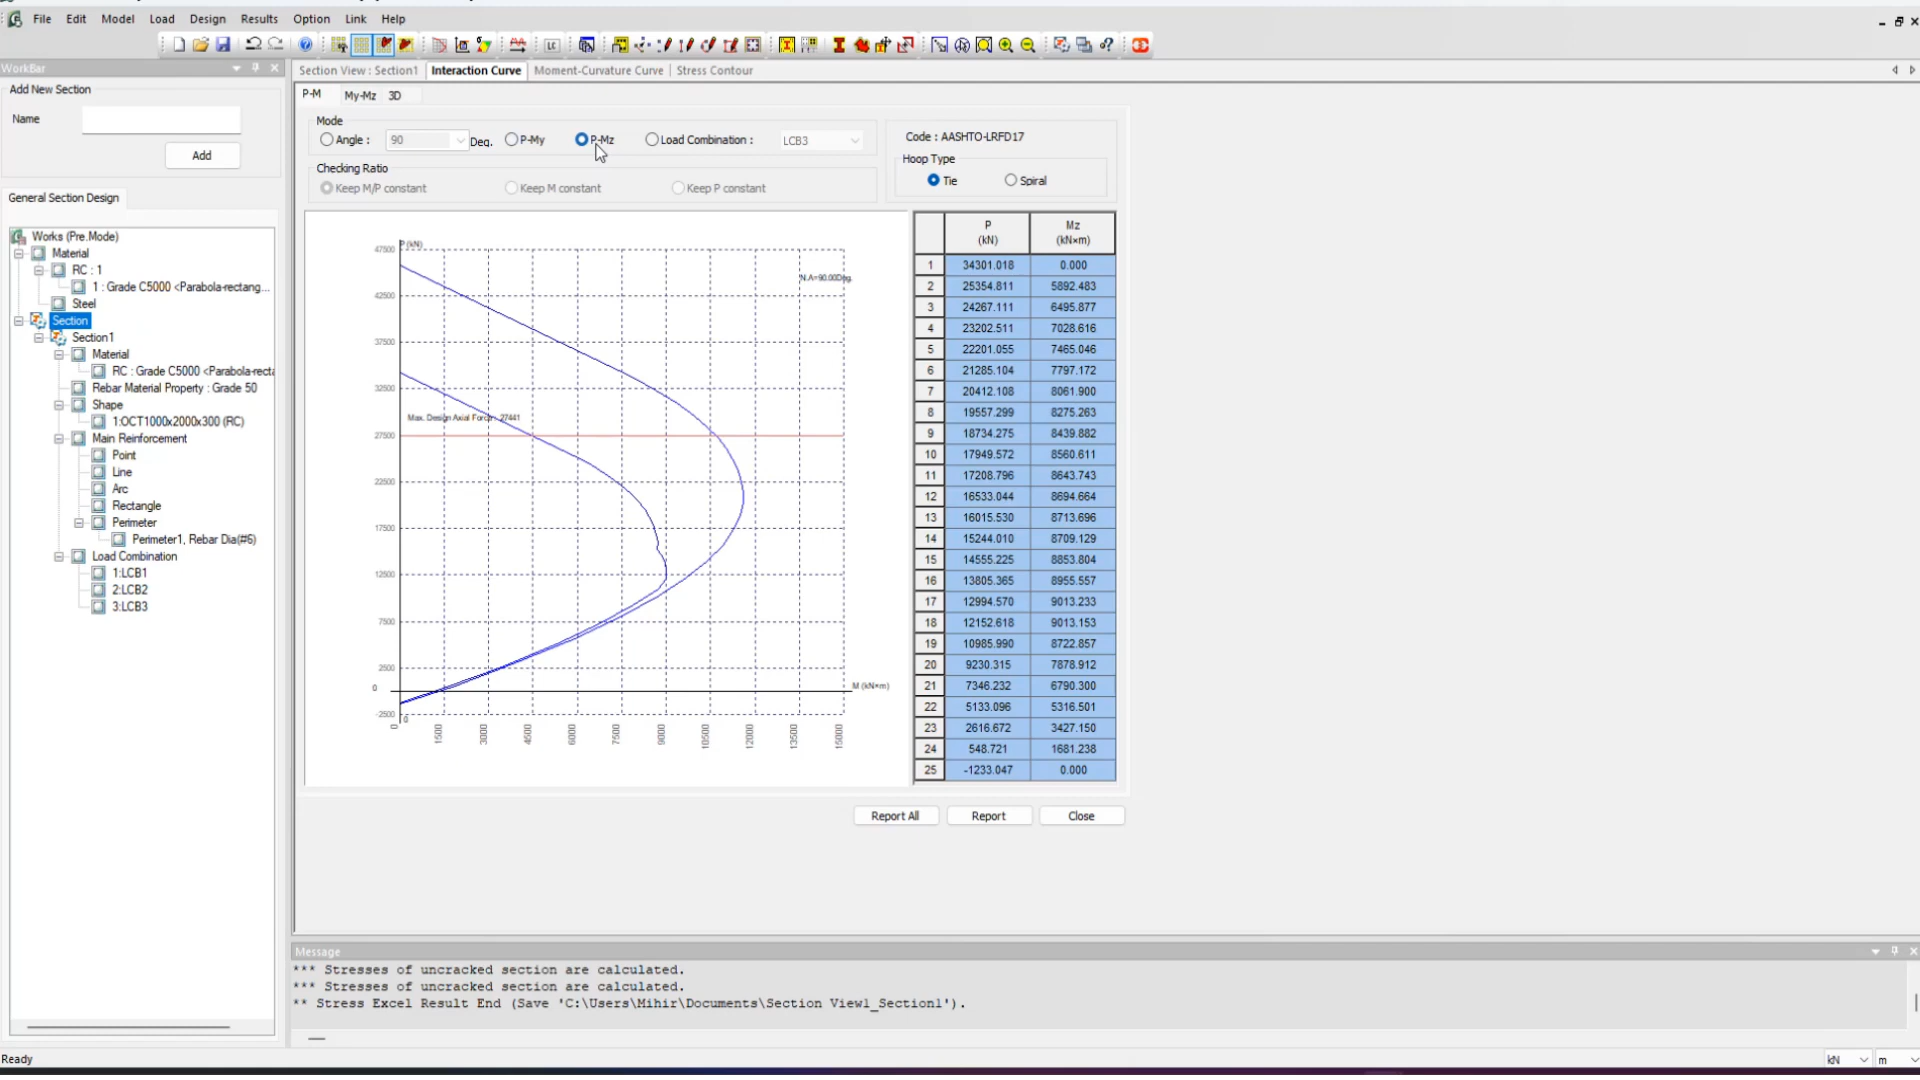 File Edit Model Load Design Results Option Link Help
WorkBar
Add New Section
Name
Add
General Section Design
Works (Pre.Mode)
Material
RC : 1
1 : Grade C5000 <Parabola-rectang...
Steel
Section
Section1
Material
RC : Grade C5000 <Parabola-recta
Rebar Material Property : Grade 50
Shape
1:OCT1000x2000x300 (RC)
Main Reinforcement
Point
Line
Arc
Rectangle
Perimeter
Perimeter1, Rebar Dia(#6)
Load Combination
1:LCB1
2:LCB2
3:LCB3
Section View : Section1 Interaction Curve Moment-Curvature Curve Stress Contour
P-M My-Mz 3D
Mode
Angle : 90 Deg. P-My P-Mz Load Combination : LCB3
Checking Ratio
Keep M/P constant Keep M constant Keep P constant
Code : AASHTO-LRFD17
Hoop Type
Tie Spiral
P (kN)
47500
42500
37500
32500
27500
22500
17500
12500
7500
2500
0
-2500
N.A=90.00Deg.
Max. Design Axial Force : 27441
M (kN×m)
0
0 1500 3000 4500 6000 7500 9000 10500 12000 13500 15000
P (kN) Mz (kN×m)
1 34301.018 0.000
2 25354.811 5892.483
3 24267.111 6495.877
4 23202.511 7028.616
5 22201.055 7465.046
6 21285.104 7797.172
7 20412.108 8061.900
8 19557.299 8275.263
9 18734.275 8439.882
10 17949.572 8560.611
11 17208.796 8643.743
12 16533.044 8694.664
13 16015.530 8713.696
14 15244.010 8709.129
15 14555.225 8853.804
16 13805.365 8955.557
17 12994.570 9013.233
18 12152.618 9013.153
19 10985.990 8722.857
20 9230.315 7878.912
21 7346.232 6790.300
22 5133.096 5316.501
23 2616.672 3427.150
24 548.721 1681.238
25 -1233.047 0.000
Report All Report Close
Message
*** Stresses of uncracked section are calculated.
*** Stresses of uncracked section are calculated.
** Stress Excel Result End (Save 'C:\Users\Mihir\Documents\Section View1_Section1').
Ready
kN m